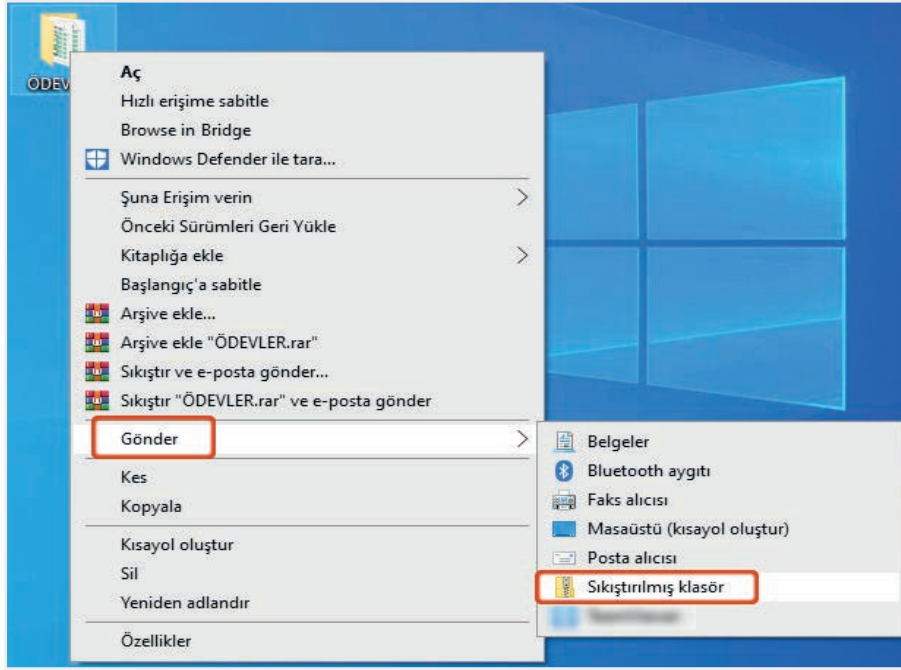 ÖDEV
Aç
Hızlı erişime sabitle
Browse in Bridge
Windows Defender ile tara...
Şuna Erişim verin
Önceki Sürümleri Geri Yükle
Kitaplığa ekle
Başlangıç'a sabitle
Arşive ekle...
Arşive ekle "ÖDEVLER.rar"
Sıkıştır ve e-posta gönder...
Sıkıştır "ÖDEVLER.rar" ve e-posta gönder
Gönder
Kes
Kopyala
Kısayol oluştur
Sil
Yeniden adlandır
Özellikler
Belgeler
Bluetooth aygıtı
Faks alıcısı
Masaüstü (kısayol oluştur)
Posta alıcısı
Sıkıştırılmış klasör